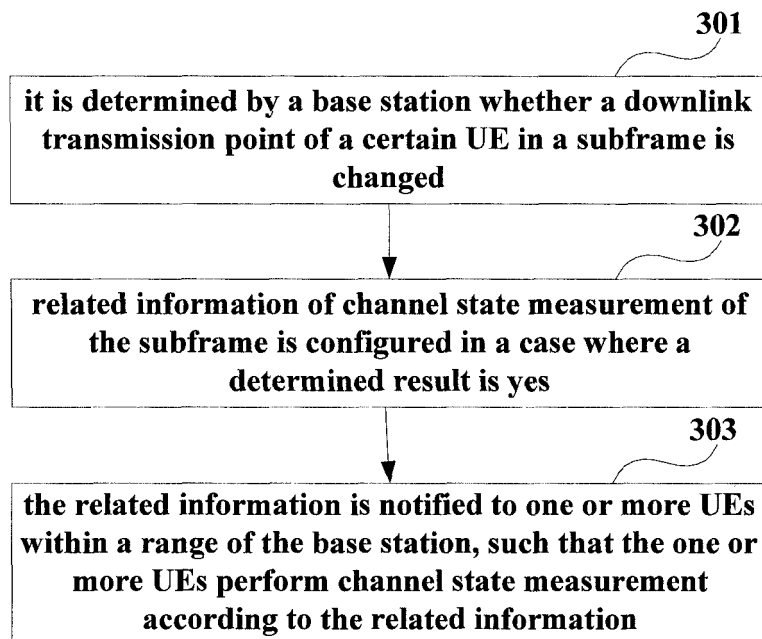 301
it is determined by a base station whether a downlink
transmission point of a certain UE in a subframe is
changed
302
related information of channel state measurement of
the subframe is configured in a case where a
determined result is yes
303
the related information is notified to one or more UEs
within a range of the base station, such that the one or
more UEs perform channel state measurement
according to the related information